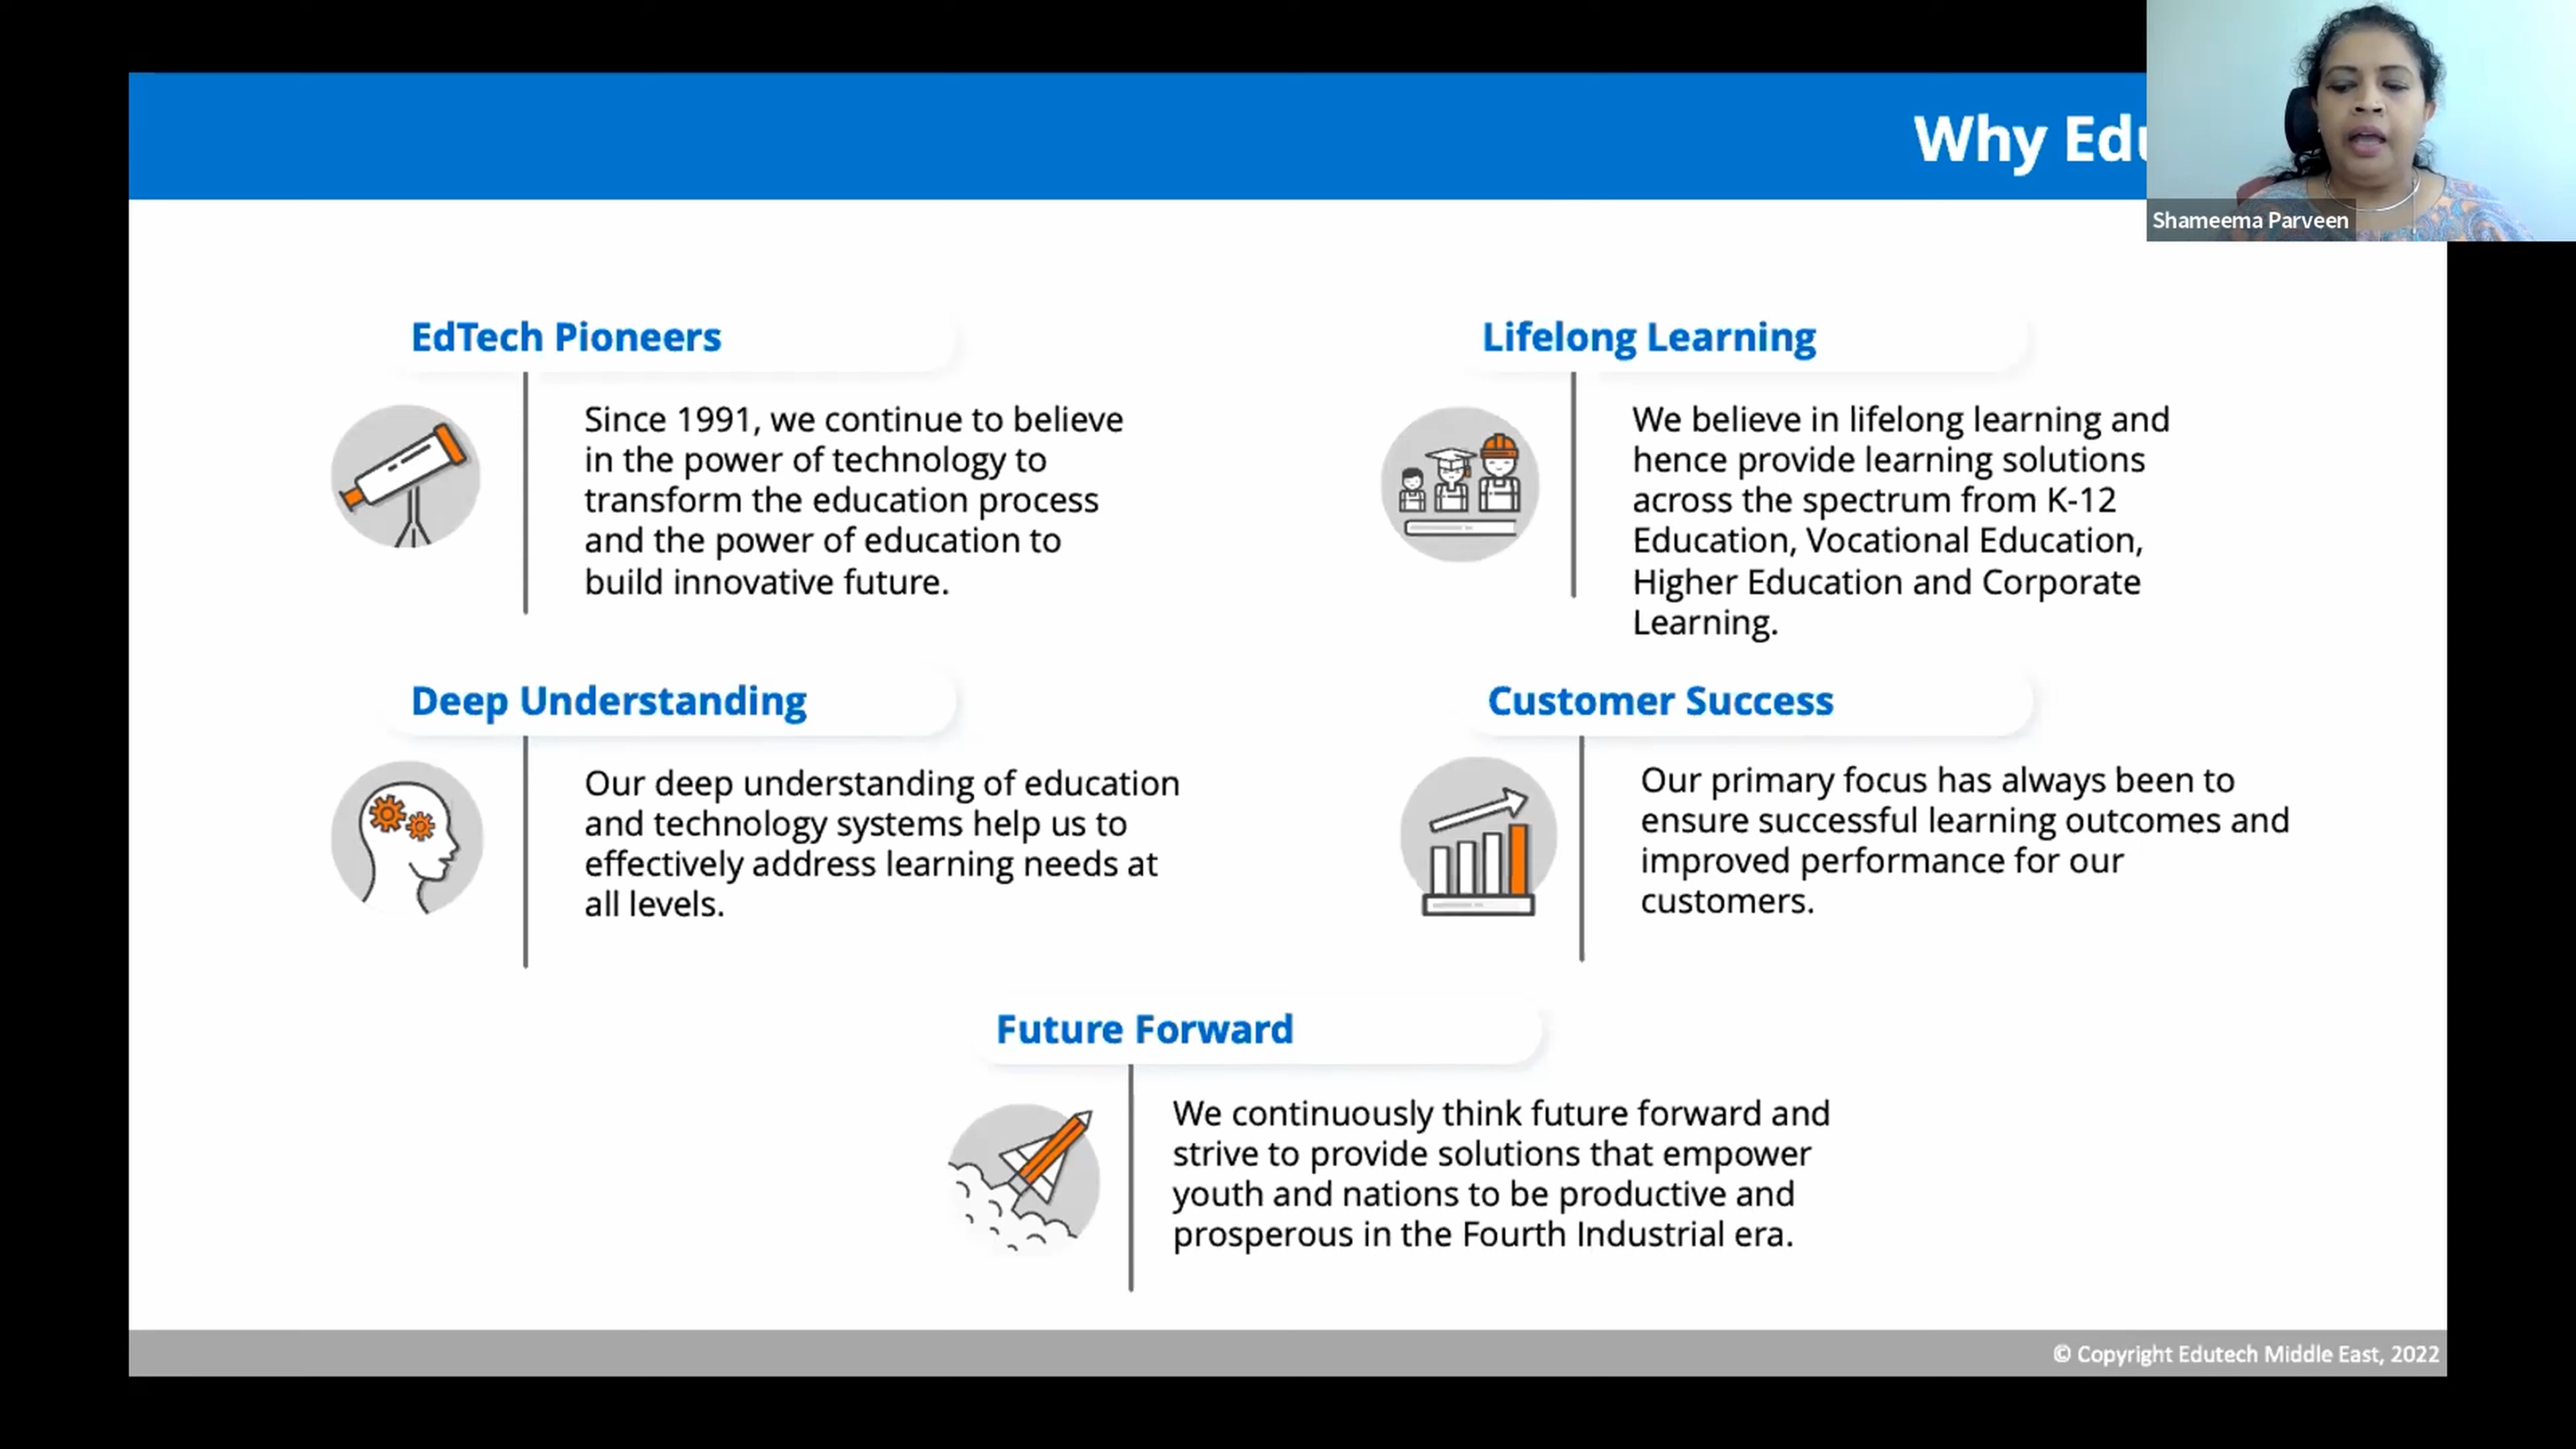 Why Edu
Shameema Parveen
EdTech Pioneers
Since 1991, we continue to believe
in the power of technology to
transform the education process
and the power of education to
build innovative future.
Lifelong Learning
We believe in lifelong learning and
hence provide learning solutions
across the spectrum from K-12
Education, Vocational Education,
Higher Education and Corporate
Learning.
Deep Understanding
Our deep understanding of education
and technology systems help us to
effectively address learning needs at
all levels.
Customer Success
Our primary focus has always been to
ensure successful learning outcomes and
improved performance for our
customers.
Future Forward
We continuously think future forward and
strive to provide solutions that empower
youth and nations to be productive and
prosperous in the Fourth Industrial era.
© Copyright Edutech Middle East, 2022